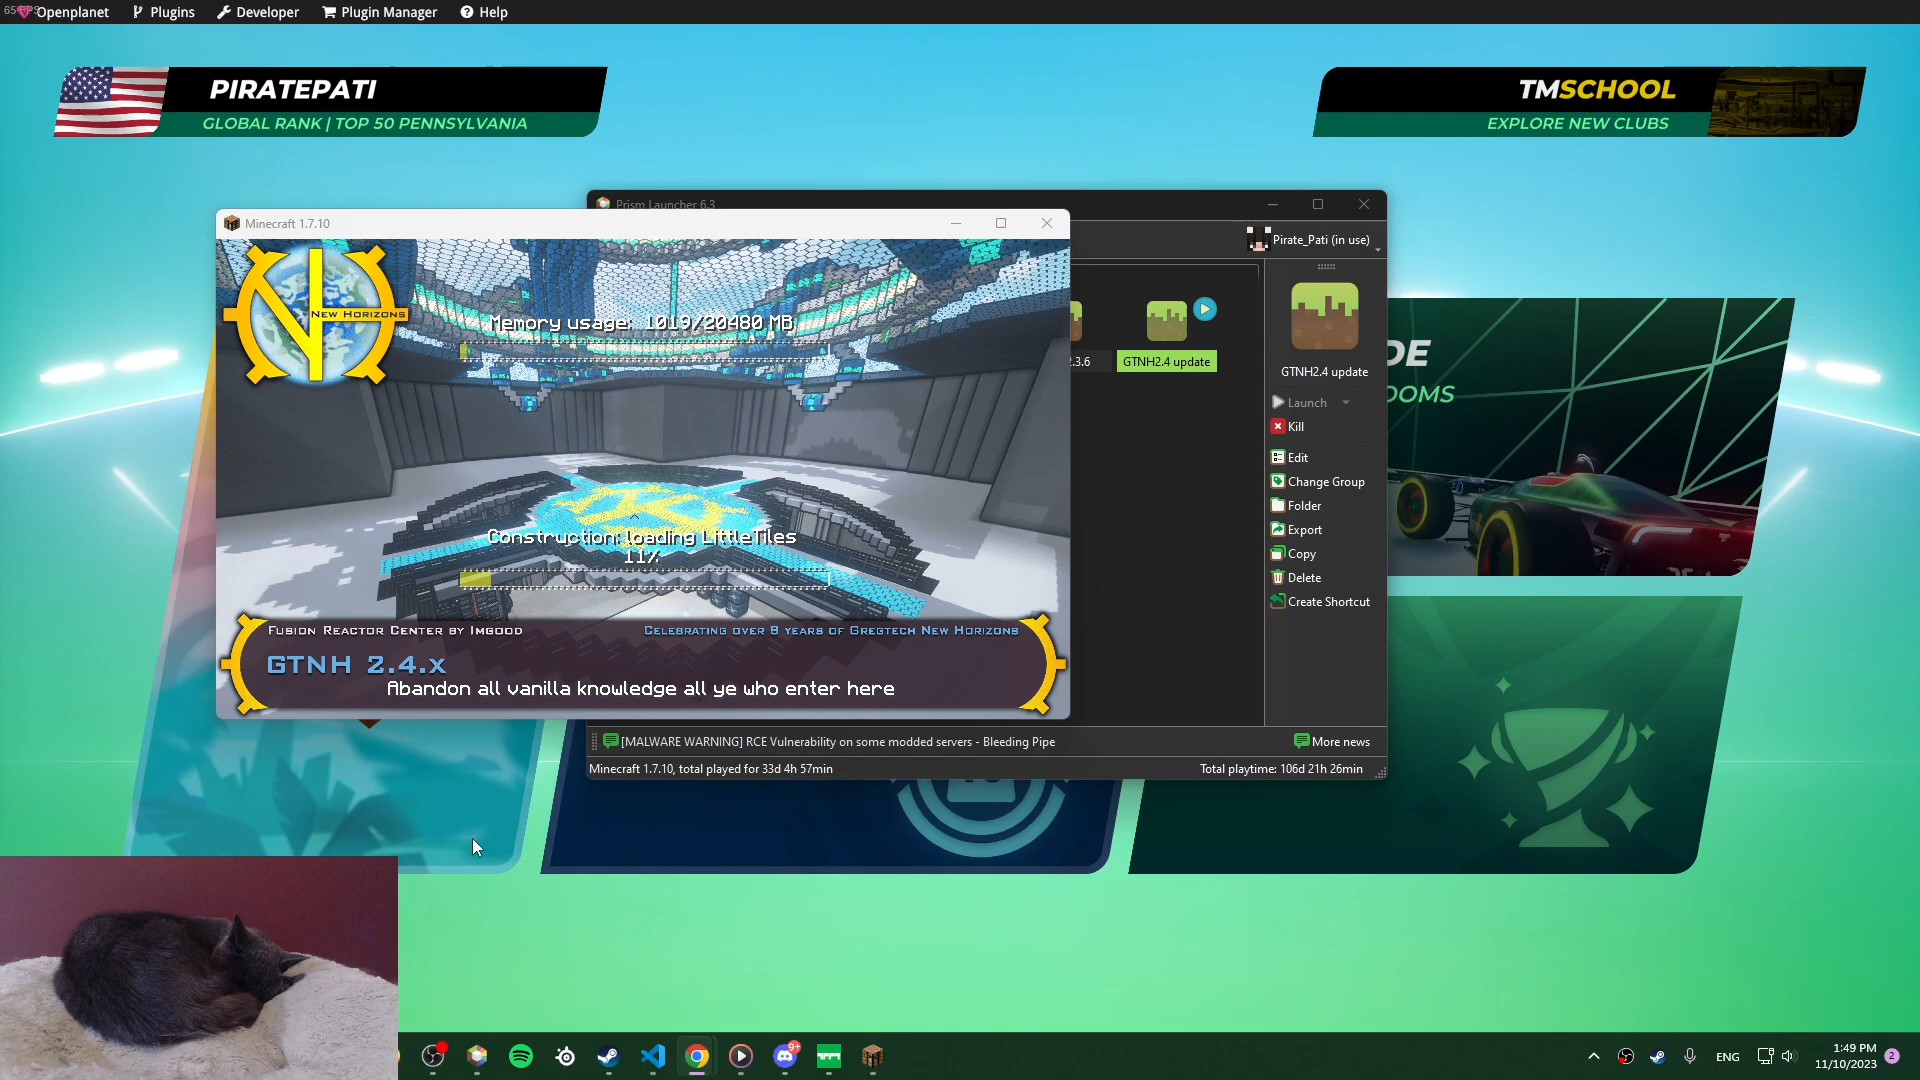 Openplanet Plugins Developer Plugin Manager Help
PIRATEPATI
GLOBAL RANK | TOP 50 PENNSYLVANIA
TMSCHOOL
EXPLORE NEW CLUBS
Prism Launcher 6.3
Minecraft 1.7.10
Pirate_Pati (in use)
New Horizons
Memory usage: 1019/20480 MB
Construction: loading LittleTiles
11%
Fusion Reactor Center by Imgood
Celebrating over 8 years of Gregtech New Horizons
GTNH 2.4.x
Abandon all vanilla knowledge all ye who enter here
.3.6
GTNH2.4 update
GTNH2.4 update
Launch
Kill
Edit
Change Group
Folder
Export
Copy
Delete
Create Shortcut
DE
OOMS
[MALWARE WARNING] RCE Vulnerability on some modded servers - Bleeding Pipe
More news
Minecraft 1.7.10, total played for 33d 4h 57min
Total playtime: 106d 21h 26min
9+
ENG
1:49 PM
11/10/2023
2